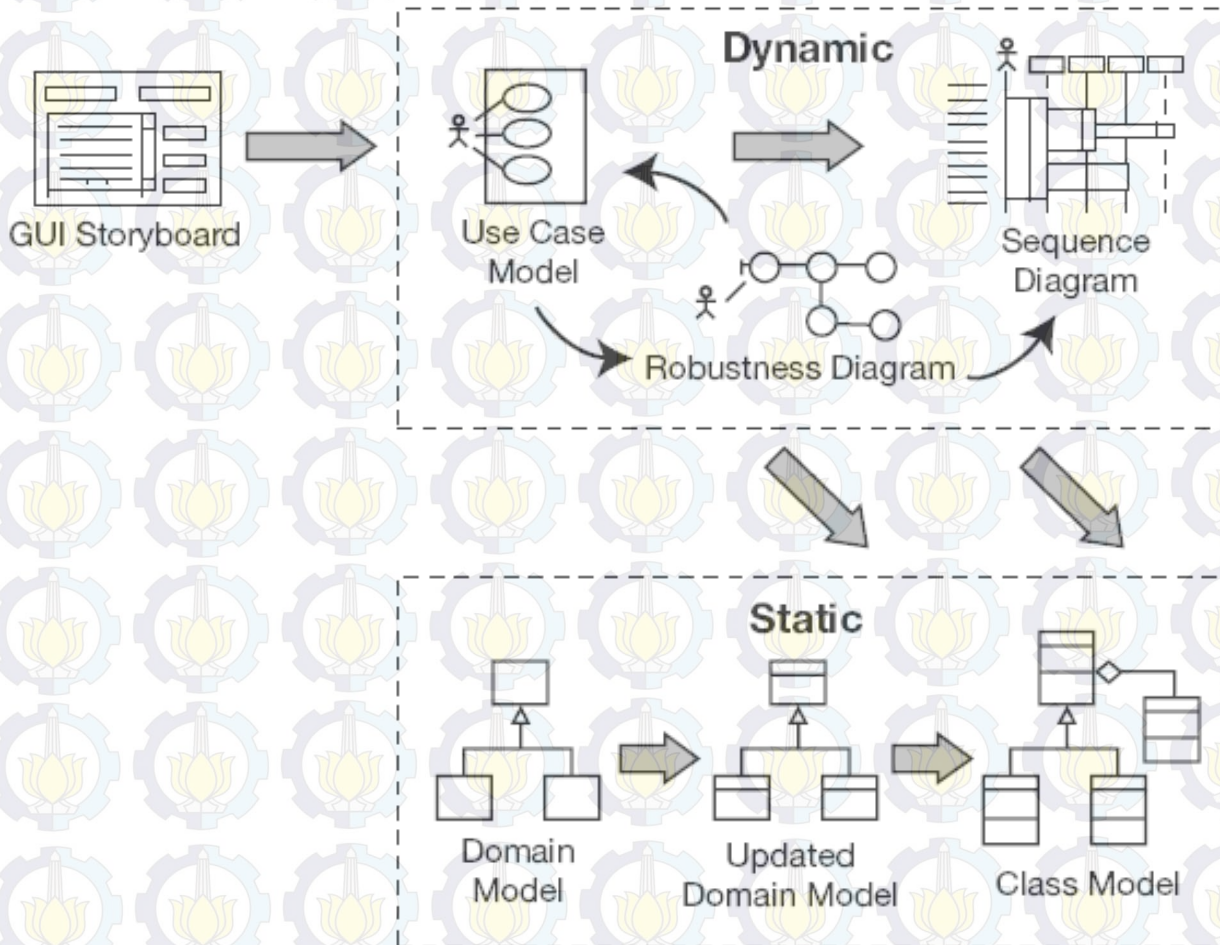 Dynamic
GUI Storyboard
Use Case
Model
Sequence
Diagram
Robustness Diagram
Static
Domain
Model
Updated
Domain Model
Class Model